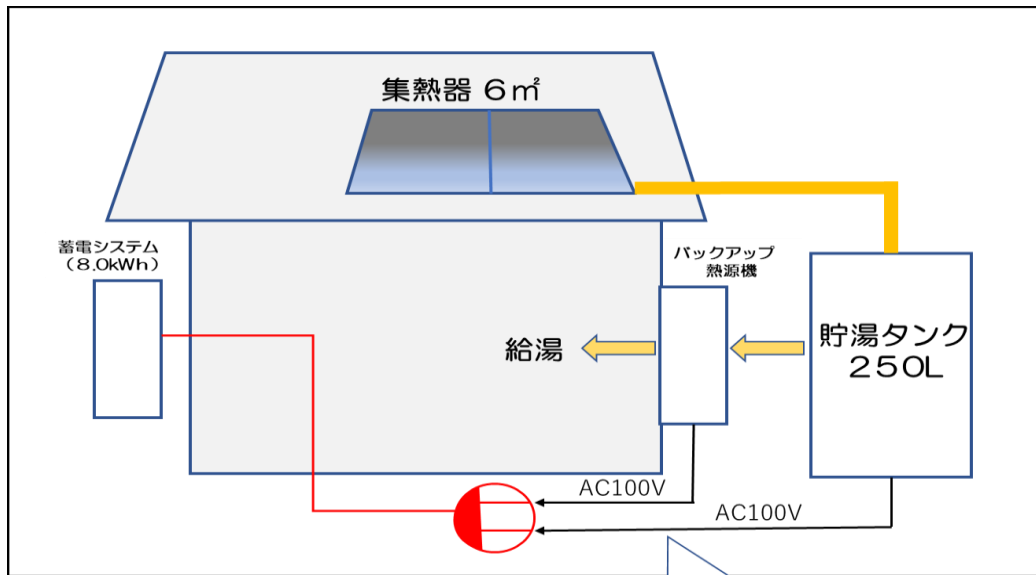 集熱器 6㎡
蓄電システム
(8.0kWh)
バックアップ
熱源機
給湯
貯湯タンク
250L
AC100V
AC100V